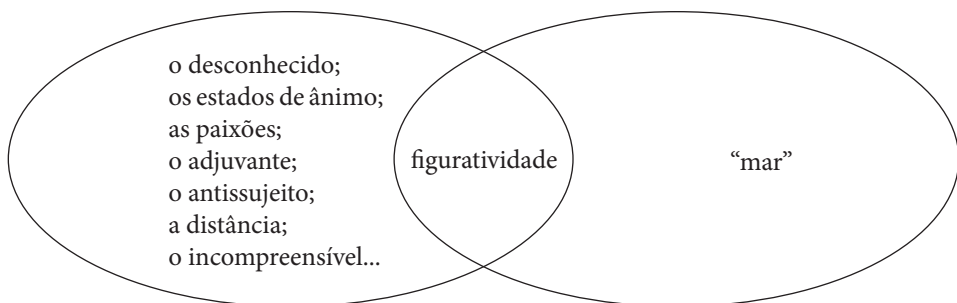 o desconhecido;
os estados de ânimo;
as paixões;
o adjuvante;
o antissujeito;
a distância;
o incompreensível...
figuratividade
“mar”